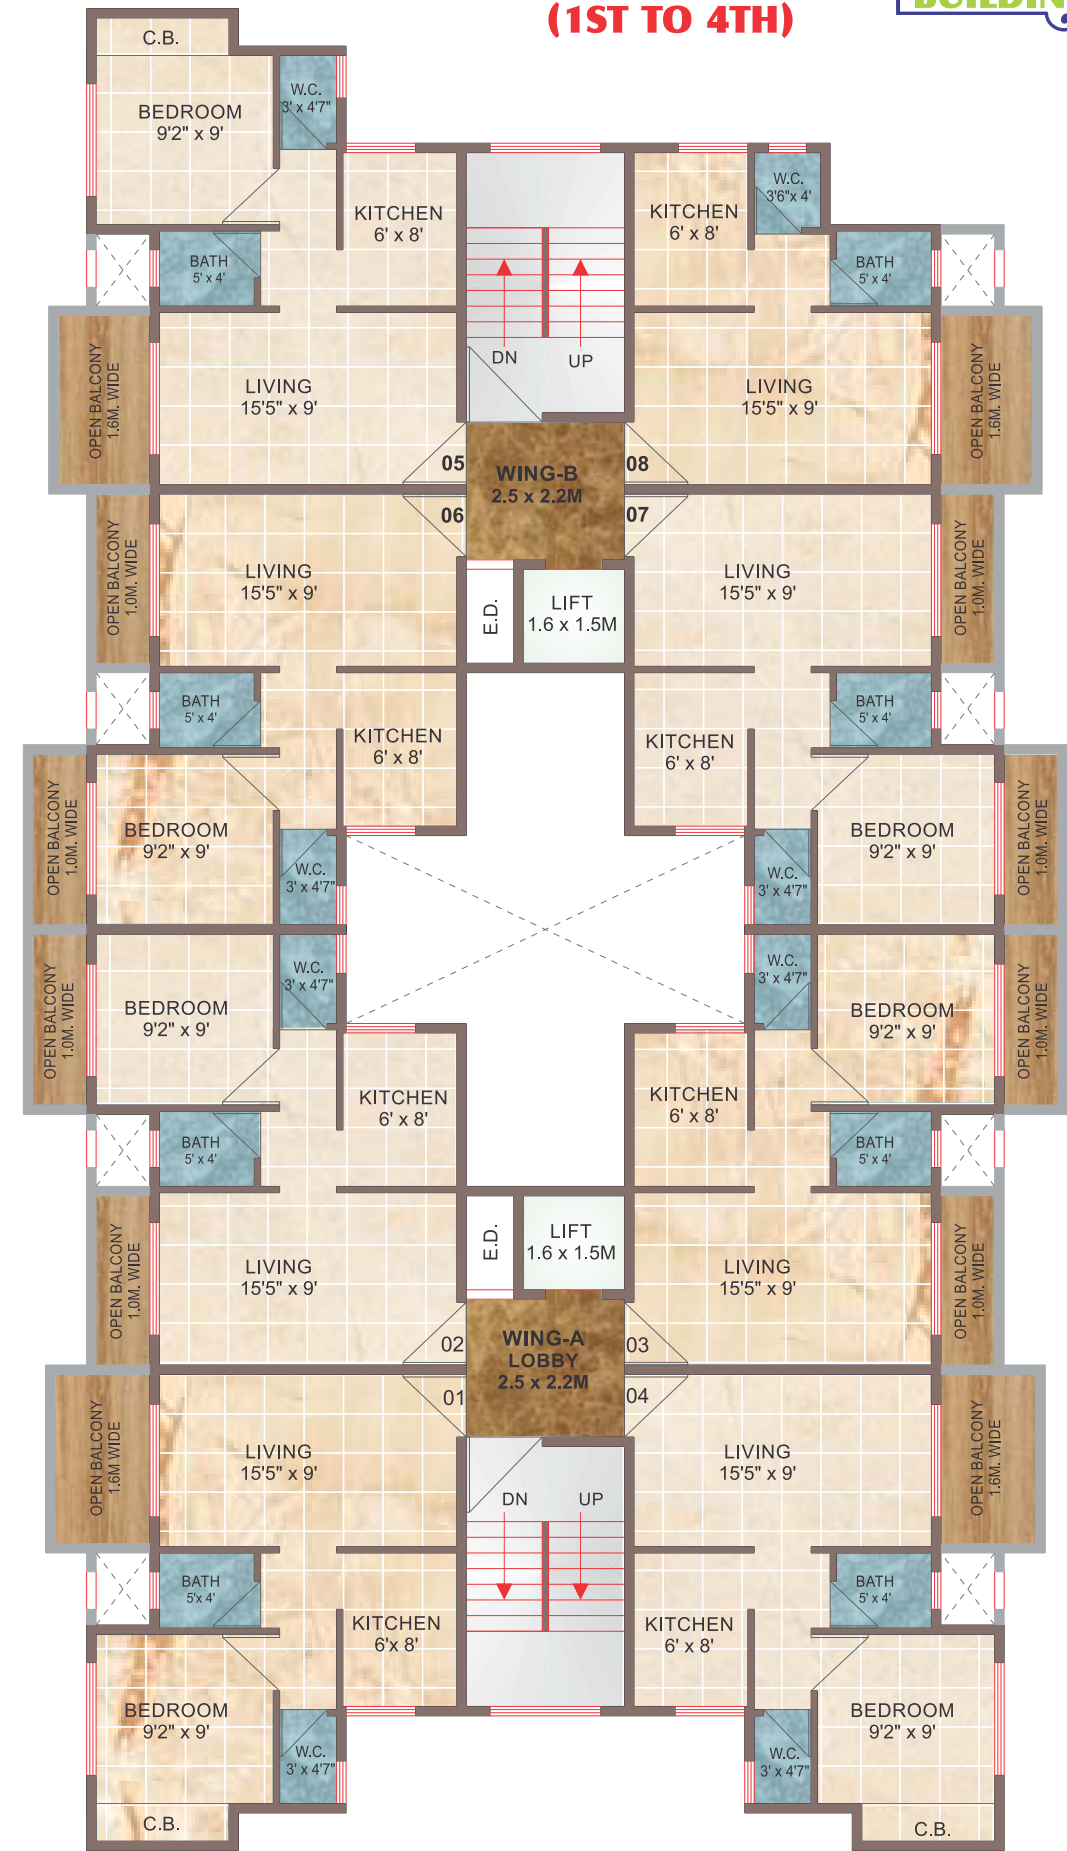 (1ST TO 4TH)
C.B.
BEDROOM
9'2" x 9'
W.C.
3' x 4'7"
KITCHEN
6' x 8'
KITCHEN
6' x 8'
W.C.
3'6"x 4'
BATH
5' x 4'
BATH
5' x 4'
DN
UP
OPEN BALCONY
1.6M. WIDE
LIVING
15'5" x 9'
LIVING
15'5" x 9'
OPEN BALCONY
1.6M. WIDE
05
WING-B
2.5 x 2.2M
08
06
07
OPEN BALCONY
1.0M. WIDE
LIVING
15'5" x 9'
E.D.
LIFT
1.6 x 1.5M
LIVING
15'5" x 9'
OPEN BALCONY
1.0M. WIDE
BATH
5' x 4'
KITCHEN
6' x 8'
KITCHEN
6' x 8'
BATH
5' x 4'
OPEN BALCONY
1.0M. WIDE
BEDROOM
9'2" x 9'
W.C.
3' x 4'7"
W.C.
3' x 4'7"
BEDROOM
9'2" x 9'
OPEN BALCONY
1.0M. WIDE
OPEN BALCONY
1.0M. WIDE
BEDROOM
9'2" x 9'
W.C.
3' x 4'7"
W.C.
3' x 4'7"
BEDROOM
9'2" x 9'
OPEN BALCONY
1.0M. WIDE
KITCHEN
6' x 8'
KITCHEN
6' x 8'
BATH
5' x 4'
BATH
5' x 4'
OPEN BALCONY
1.0M. WIDE
LIVING
15'5" x 9'
E.D.
LIFT
1.6 x 1.5M
LIVING
15'5" x 9'
OPEN BALCONY
1.0M. WIDE
02
WING-A
LOBBY
2.5 x 2.2M
03
01
04
OPEN BALCONY
1.6M WIDE
LIVING
15'5" x 9'
LIVING
15'5" x 9'
OPEN BALCONY
1.6M. WIDE
DN
UP
BATH
5'x 4'
KITCHEN
6'x 8'
KITCHEN
6' x 8'
BATH
5' x 4'
BEDROOM
9'2" x 9'
W.C.
3' x 4'7"
W.C.
3' x 4'7"
BEDROOM
9'2" x 9'
C.B.
C.B.